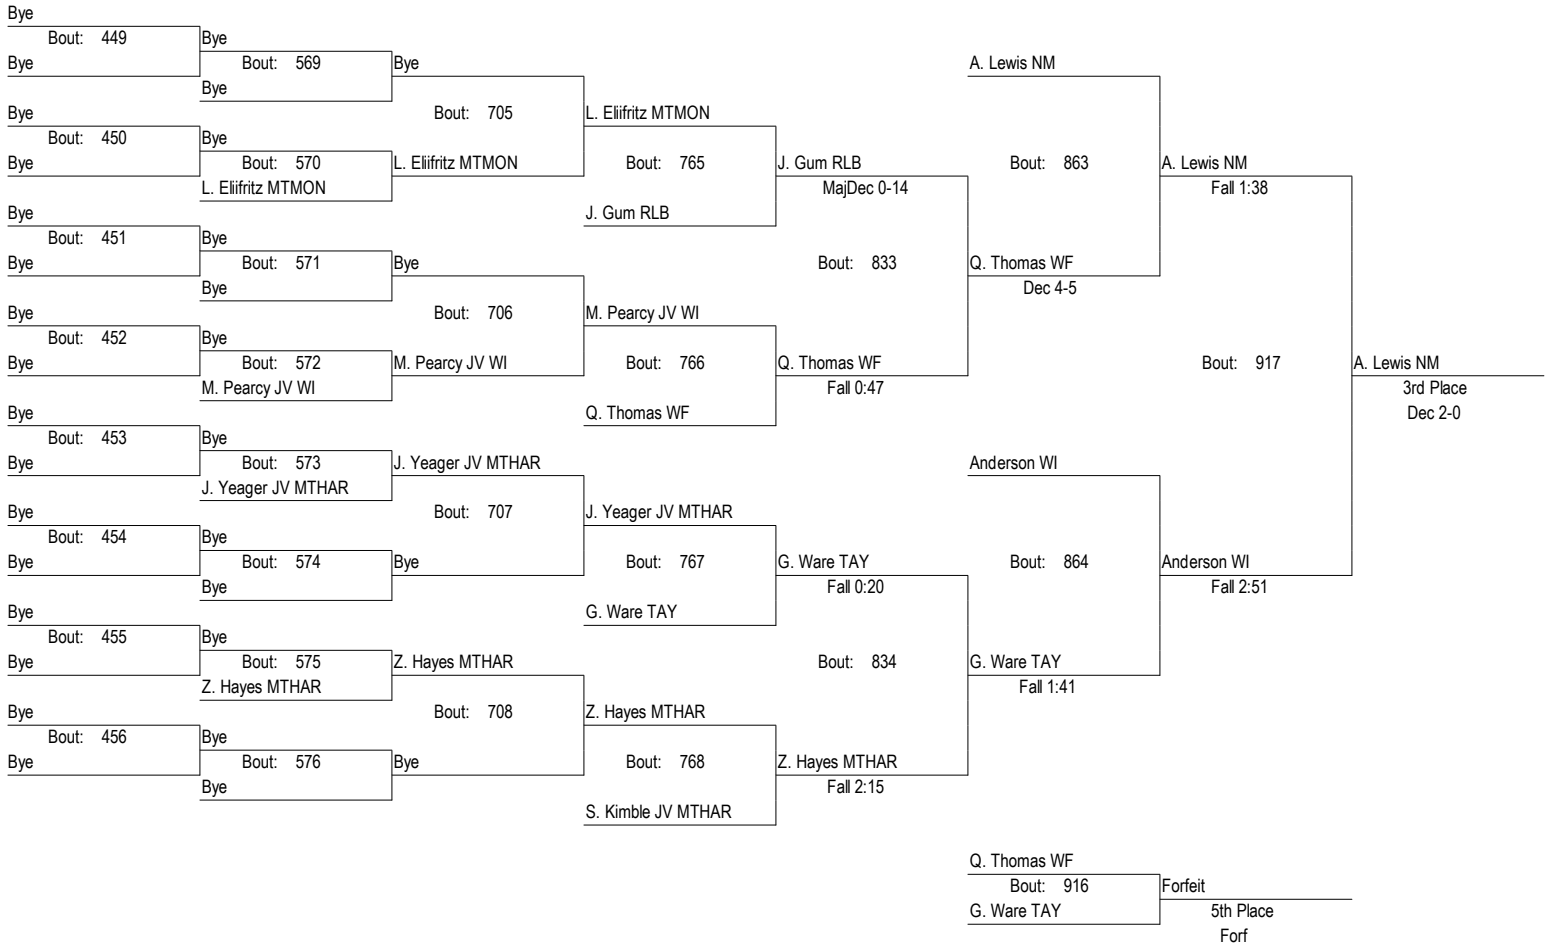 Bye
Bout: 449
Bye
Bye
Bout: 569
Bye
Bye
A. Lewis NM
Bye
Bout: 705
L. Eliifritz MTMON
Bout: 450
Bye
Bye
Bout: 570
L. Eliifritz MTMON
Bout: 765
J. Gum RLB
Bout: 863
A. Lewis NM
L. Eliifritz MTMON
MajDec 0-14
Fall 1:38
Bye
J. Gum RLB
Bout: 451
Bye
Bye
Bout: 571
Bye
Bout: 833
Q. Thomas WF
Bye
Dec 4-5
Bye
Bout: 706
M. Pearcy JV WI
Bout: 452
Bye
Bye
Bout: 572
M. Pearcy JV WI
Bout: 766
Q. Thomas WF
Bout: 917
A. Lewis NM
M. Pearcy JV WI
Fall 0:47
3rd Place
Bye
Q. Thomas WF
Dec 2-0
Bout: 453
Bye
Bye
Bout: 573
J. Yeager JV MTHAR
Anderson WI
J. Yeager JV MTHAR
Bye
Bout: 707
J. Yeager JV MTHAR
Bout: 454
Bye
Bye
Bout: 574
Bye
Bout: 767
G. Ware TAY
Bout: 864
Anderson WI
Bye
Fall 0:20
Fall 2:51
Bye
G. Ware TAY
Bout: 455
Bye
Bye
Bout: 575
Z. Hayes MTHAR
Bout: 834
G. Ware TAY
Z. Hayes MTHAR
Fall 1:41
Bye
Bout: 708
Z. Hayes MTHAR
Bout: 456
Bye
Bye
Bout: 576
Bye
Bout: 768
Z. Hayes MTHAR
Bye
Fall 2:15
S. Kimble JV MTHAR
Q. Thomas WF
Bout: 916
Forfeit
G. Ware TAY
5th Place
Forf